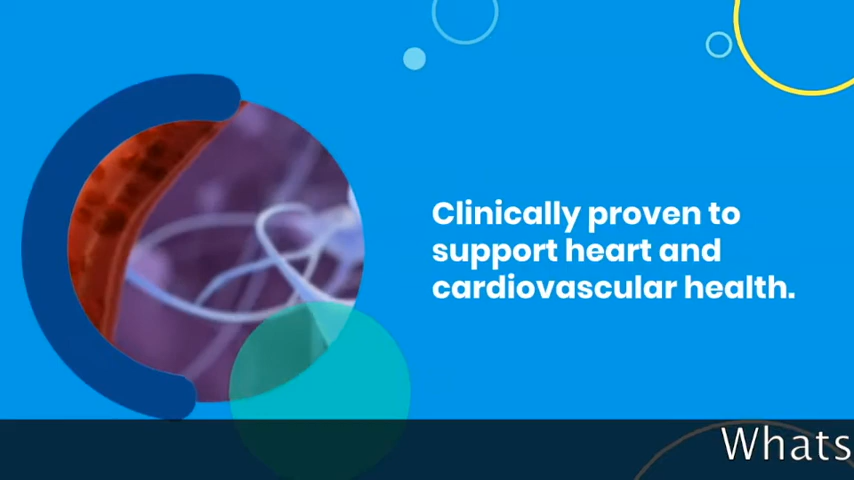 Clinically proven to
support heart and
cardiovascular health.
Whats